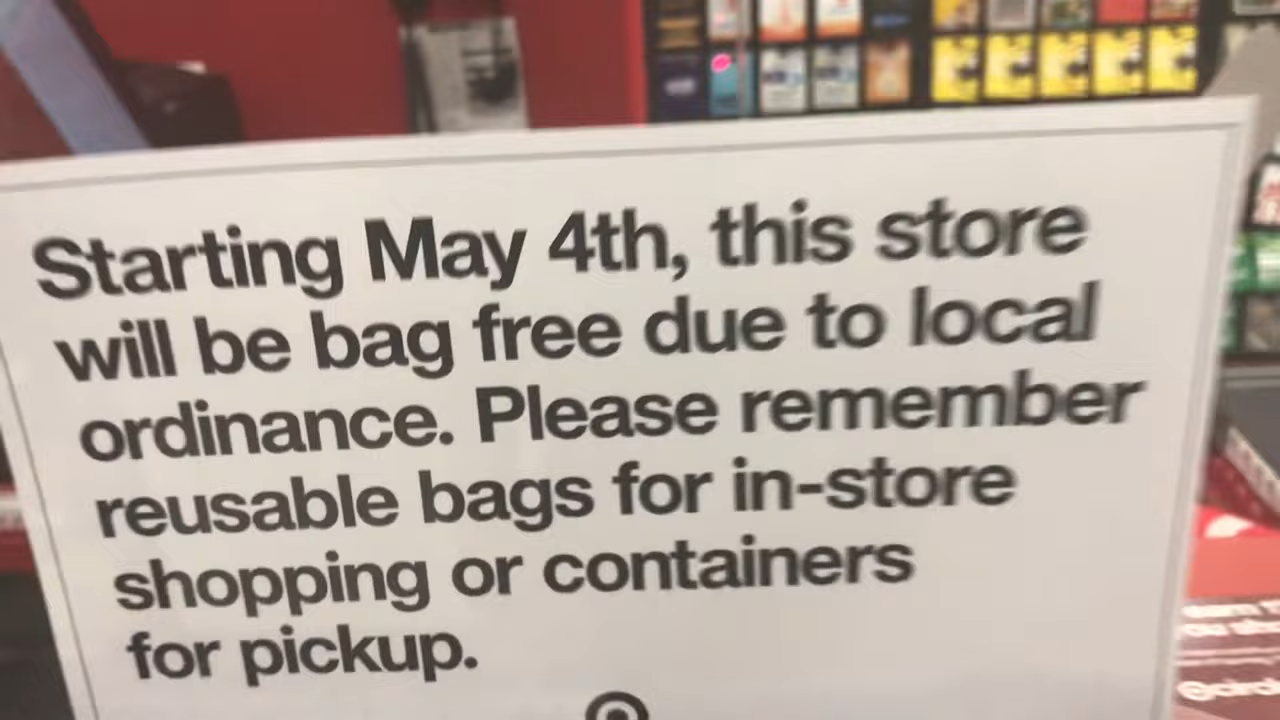 Starting May 4th, this store
will be bag free due to local
ordinance. Please remember
reusable bags for in-store
shopping or containers
for pickup.